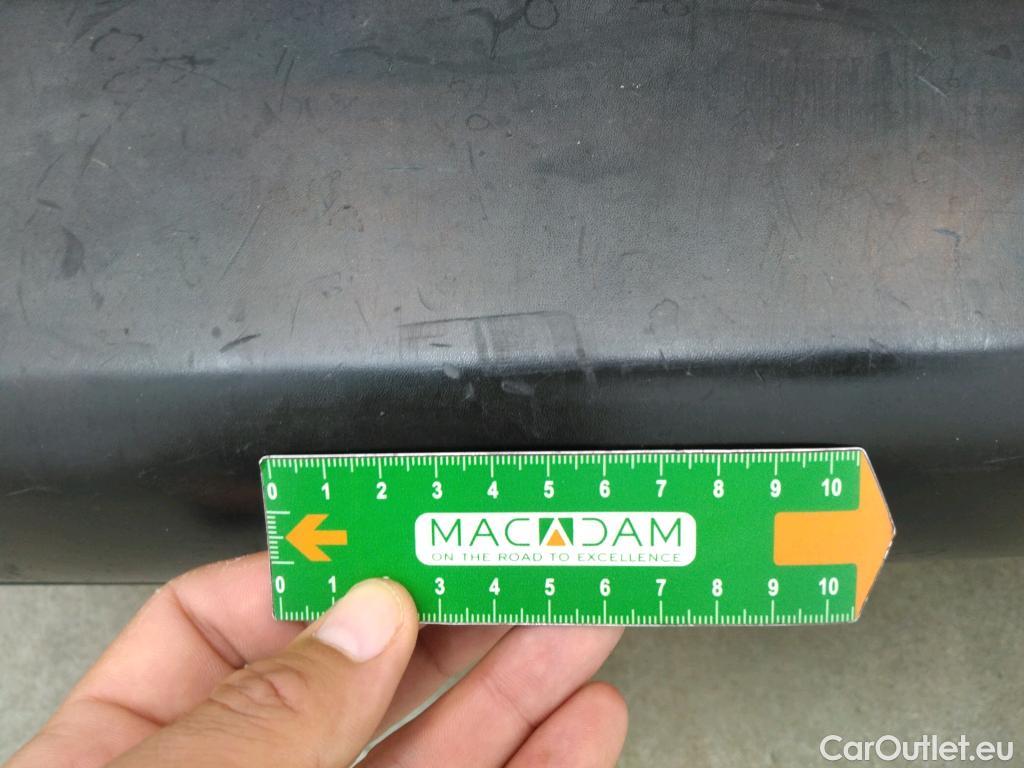 0 1 2 3 4 5 6 7 8 9 10
MACADAM
ON THE ROAD TO EXCELLENCE
0 1 3 4 5 6 7 8 9 10
CarOutlet.eu